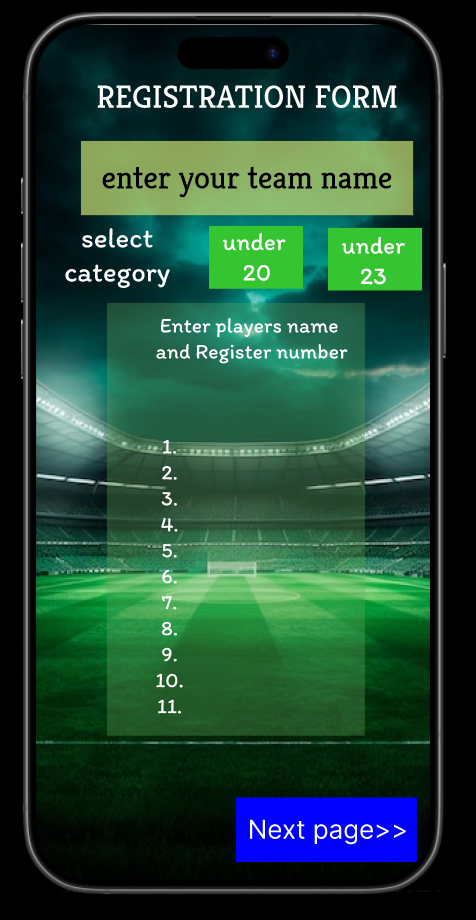 REGISTRATION FORM
enter your team name
select
category
under
20
under
23
Enter players name
and Register number
1.
2.
3.
4.
5.
6.
7.
8.
9.
10.
11.
Next page>>